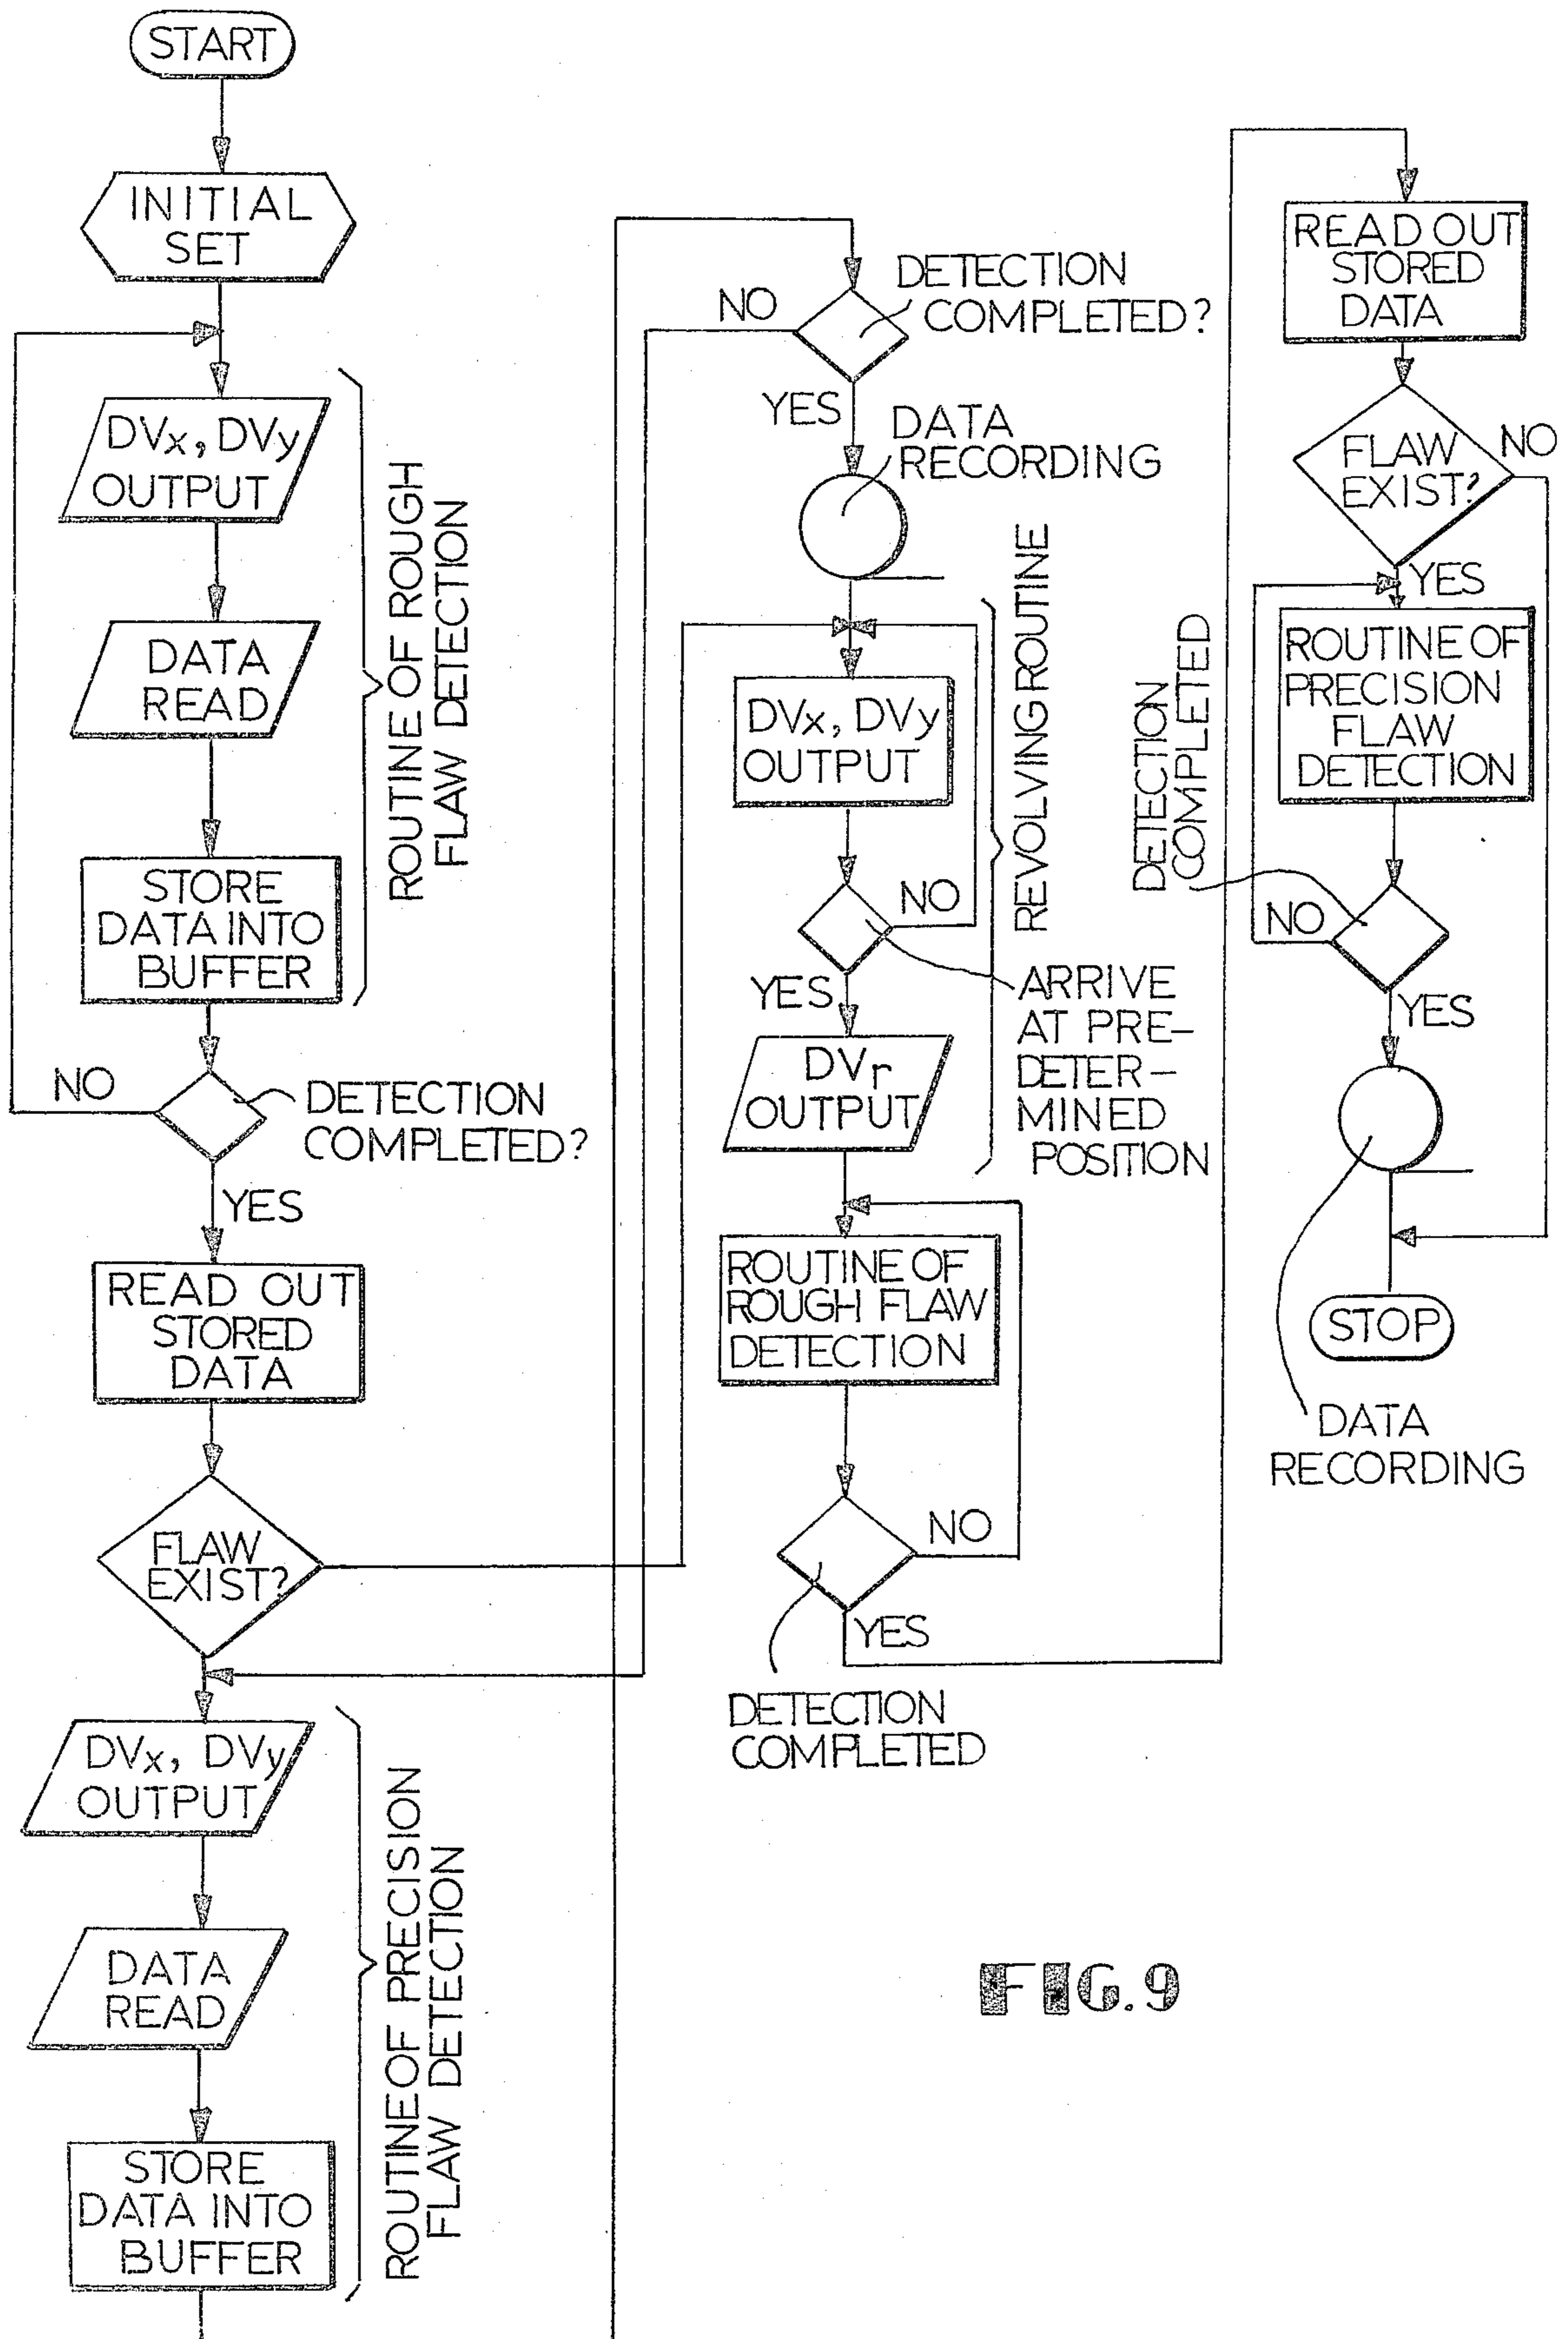 START
INITIAL
SET
DVx, DVy
OUTPUT
DATA
READ
STORE
DATA INTO
BUFFER
ROUTINE OF ROUGH
FLAW DETECTION
NO
DETECTION
COMPLETED?
YES
READ OUT
STORED
DATA
FLAW
EXIST?
DVx, DVy
OUTPUT
DATA
READ
STORE
DATA INTO
BUFFER
ROUTINE OF PRECISION
FLAW DETECTION
NO
DETECTION
COMPLETED?
YES
DATA
RECORDING
DVx, DVy
OUTPUT
NO
YES
ARRIVE
AT PRE-
DETER-
MINED
POSITION
DVr
OUTPUT
REVOLVING ROUTINE
ROUTINE OF
ROUGH FLAW
DETECTION
NO
YES
DETECTION
COMPLETED
READ OUT
STORED
DATA
FLAW
EXIST?
NO
YES
ROUTINE OF
PRECISION
FLAW
DETECTION
DETECTION
COMPLETED
NO
YES
STOP
DATA
RECORDING
FIG. 9